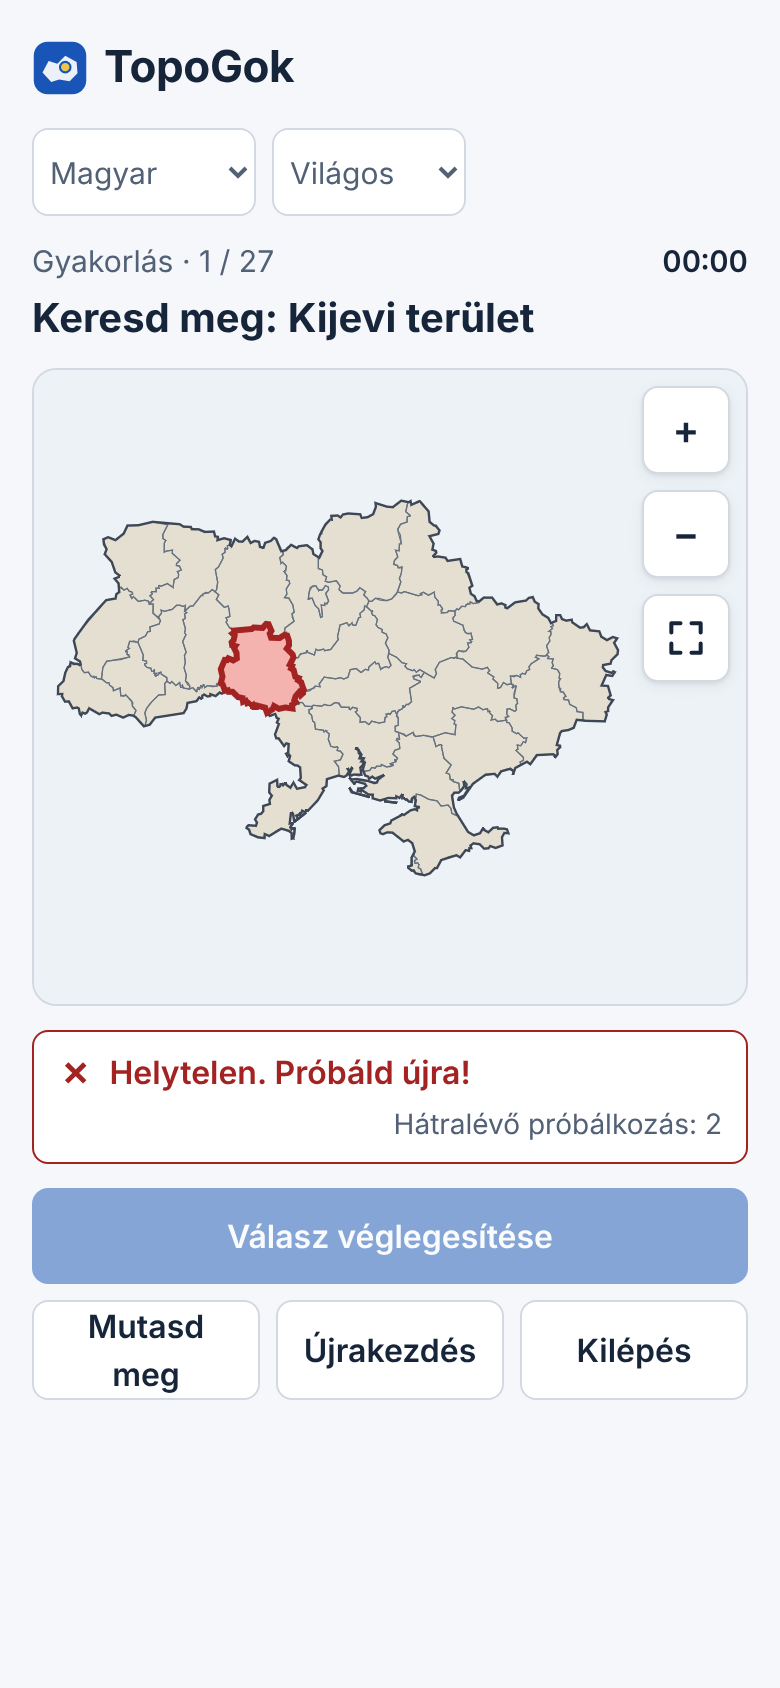 TopoGok
Magyar
Világos
Gyakorlás · 1 / 27
00:00
Keresd meg: Kijevi terület
+
−
✕ Helytelen. Próbáld újra!
Hátralévő próbálkozás: 2
Válasz véglegesítése
Mutasd
meg
Újrakezdés
Kilépés